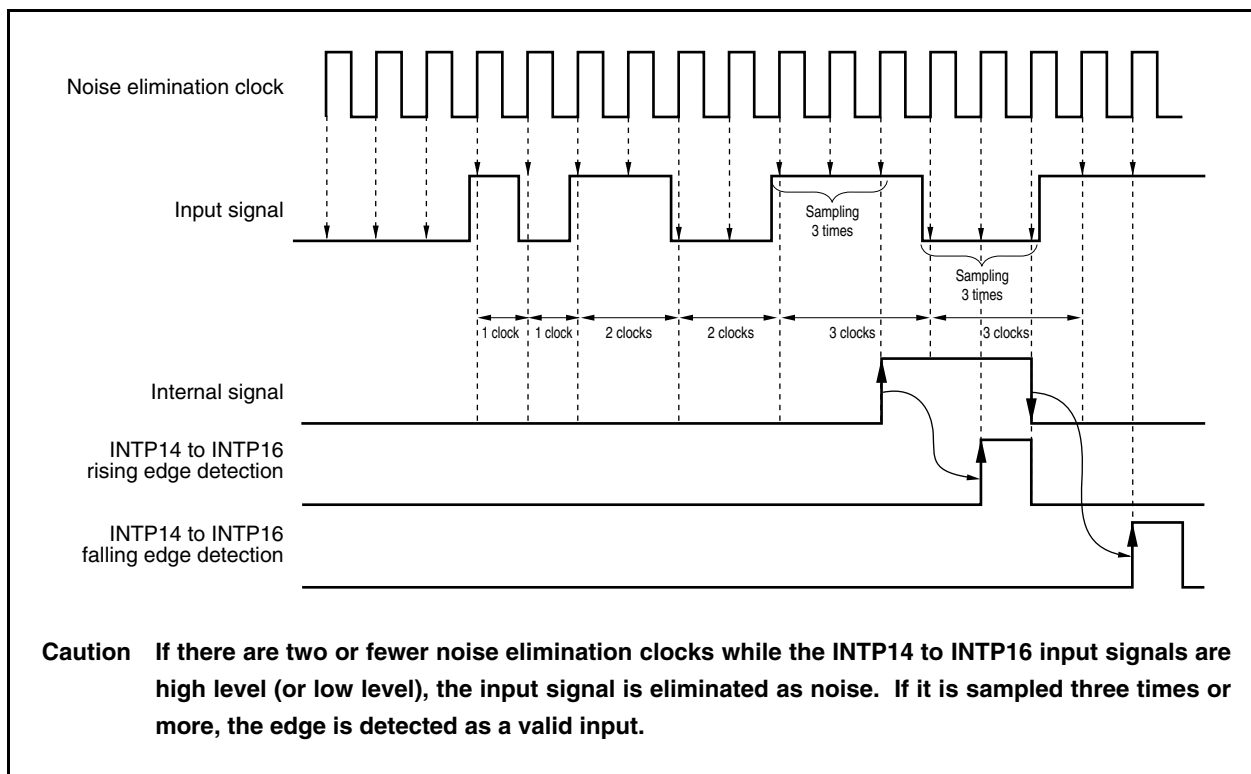 Noise elimination clock
Input signal
Sampling
3 times
Sampling
3 times
1 clock
1 clock
2 clocks
2 clocks
3 clocks
3 clocks
Internal signal
INTP14 to INTP16
rising edge detection
INTP14 to INTP16
falling edge detection
Caution If there are two or fewer noise elimination clocks while the INTP14 to INTP16 input signals are
high level (or low level), the input signal is eliminated as noise. If it is sampled three times or
more, the edge is detected as a valid input.